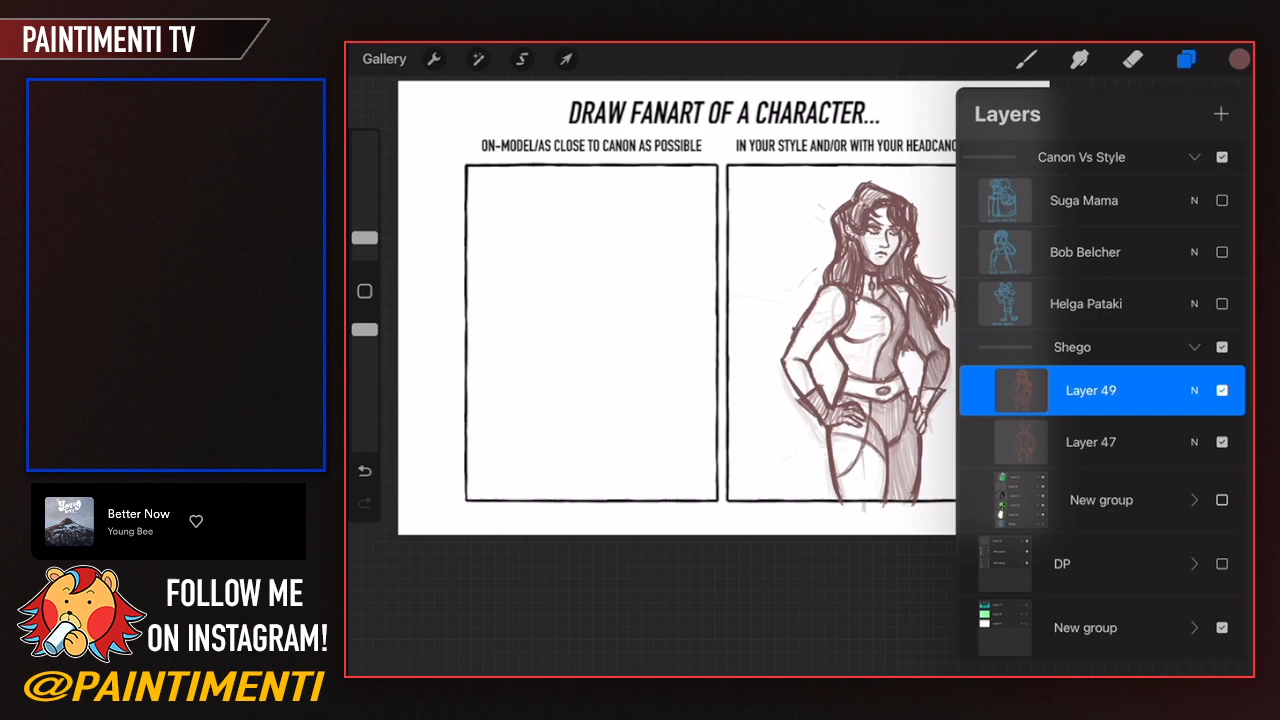 PAINTIMENTI TV
Gallery
DRAW FANART OF A CHARACTER...
ON-MODEL/AS CLOSE TO CANON AS POSSIBLE
IN YOUR STYLE AND/OR WITH YOUR HEADCANO
Layers
Canon Vs Style
Suga Mama N
Bob Belcher N
Helga Pataki N
Shego
Layer 49 N
Layer 47 N
New group
DP
New group
Better Now
Young Bee
FOLLOW ME
ON INSTAGRAM!
@PAINTIMENTI